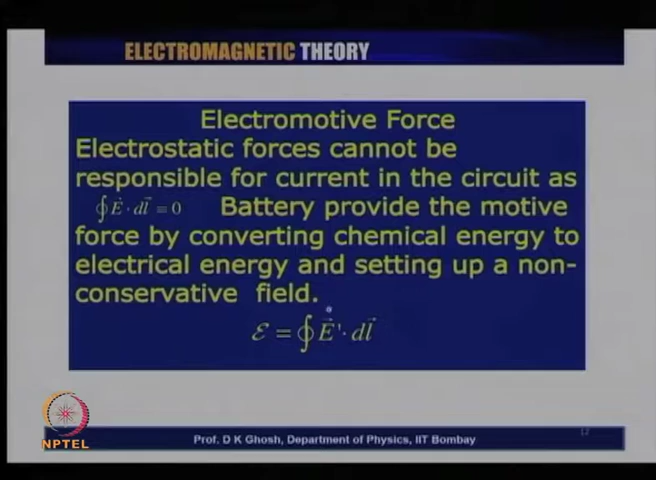 ELECTROMAGNETIC THEORY
Electromotive Force
Electrostatic forces cannot be
responsible for current in the circuit as
∮E⃗·dl⃗ = 0 Battery provide the motive
force by converting chemical energy to
electrical energy and setting up a non-
conservative field.
ℰ = ∮E⃗'·dl⃗
NPTEL
Prof. D K Ghosh, Department of Physics, IIT Bombay